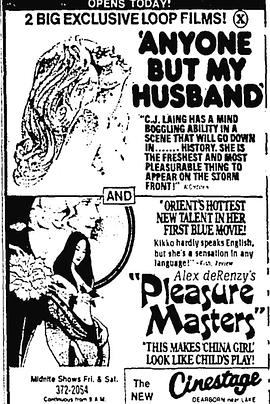 OPENS TODAY!
2 BIG EXCLUSIVE LOOP FILMS! X
'ANYONE
BUT MY
HUSBAND'
"C.J. LAING HAS A MIND
BOGGLING ABILITY IN A
SCENE THAT WILL GO DOWN
IN....... HISTORY. SHE IS
THE FRESHEST AND MOST
PLEASURABLE THING TO
APPEAR ON THE STORM
FRONT!"
AND
"ORIENT'S HOTTEST
NEW TALENT IN HER
FIRST BLUE MOVIE!
Kikko hardly speaks English,
but she's a sensation in any
language!"
Alex deRenzy's
"Pleasure
Masters"
"THIS MAKES 'CHINA GIRL'
LOOK LIKE CHILD'S PLAY!
Midnite Shows Fri. & Sat.
372-2054
Continuous from 9 A.M.
The
NEW
Cinestage
DEARBORN near LAKE